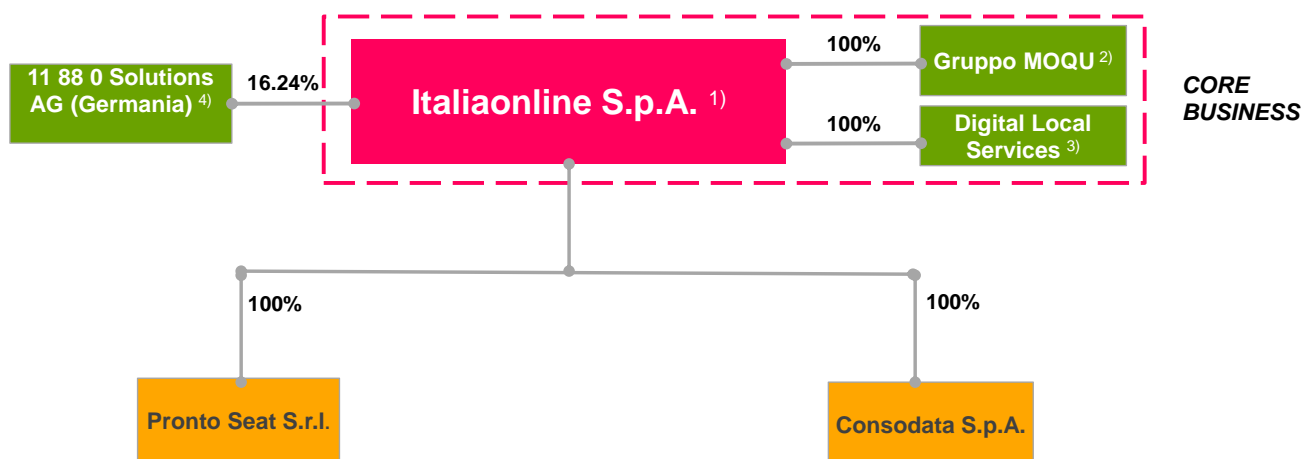 100%
Gruppo MOQU 2)
11 88 0 Solutions
AG (Germania) 4)
16.24%
Italiaonline S.p.A. 1)
CORE
BUSINESS
100%
Digital Local
Services 3)
100%
100%
Pronto Seat S.r.l.
Consodata S.p.A.